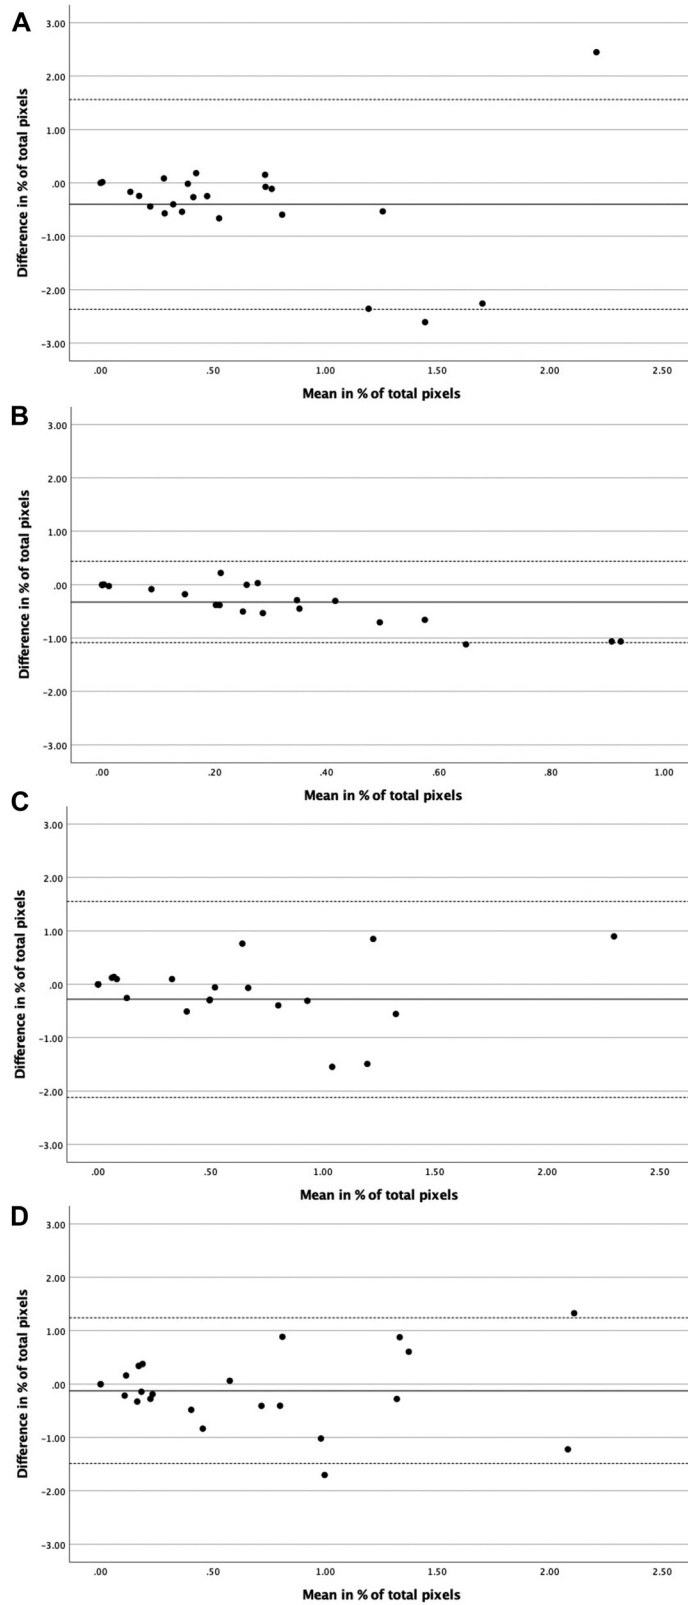 A
Difference in % of total pixels
3.00
2.00
1.00
.00
-1.00
-2.00
-3.00
.00 .50 1.00 1.50 2.00 2.50
Mean in % of total pixels
B
Difference in % of total pixels
3.00
2.00
1.00
.00
-1.00
-2.00
-3.00
.00 .20 .40 .60 .80 1.00
Mean in % of total pixels
C
Difference in % of total pixels
3.00
2.00
1.00
.00
-1.00
-2.00
-3.00
.00 .50 1.00 1.50 2.00 2.50
Mean in % of total pixels
D
Difference in % of total pixels
3.00
2.00
1.00
.00
-1.00
-2.00
-3.00
.00 .50 1.00 1.50 2.00 2.50
Mean in % of total pixels